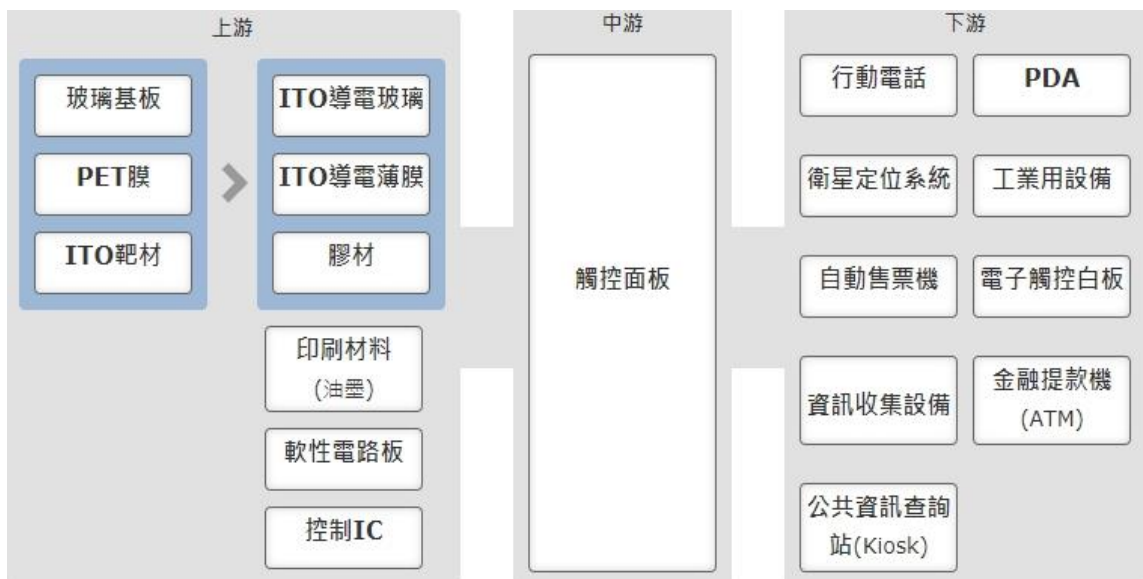 上游
玻璃基板
PET膜
ITO靶材
ITO導電玻璃
ITO導電薄膜
膠材
印刷材料
(油墨)
軟性電路板
控制IC
中游
觸控面板
下游
行動電話
PDA
衛星定位系統
工業用設備
自動售票機
電子觸控白板
資訊收集設備
金融提款機
(ATM)
公共資訊查詢
站(Kiosk)